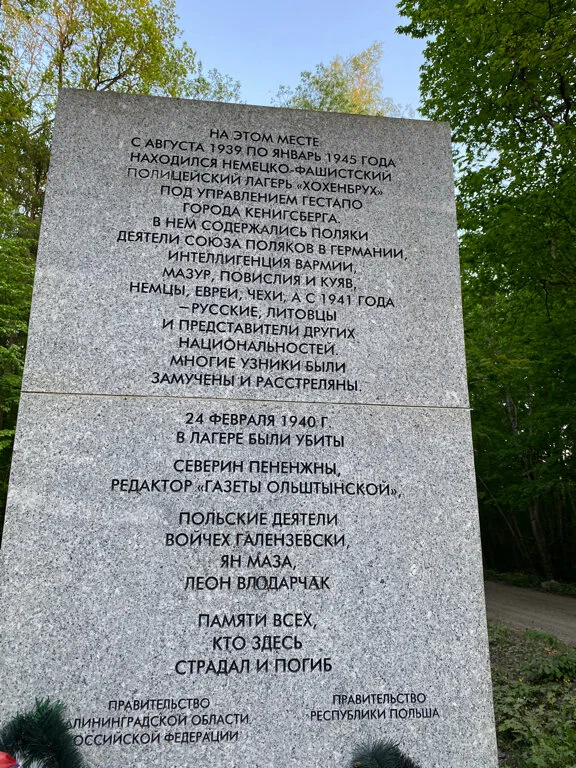 НА ЭТОМ МЕСТЕ
С АВГУСТА 1939 ПО ЯНВАРЬ 1945 ГОДА
НАХОДИЛСЯ НЕМЕЦКО-ФАШИСТСКИЙ
ПОЛИЦЕЙСКИЙ ЛАГЕРЬ «ХОХЕНБРУХ»
ПОД УПРАВЛЕНИЕМ ГЕСТАПО
ГОРОДА КЕНИГСБЕРГА.
В НЕМ СОДЕРЖАЛИСЬ ПОЛЯКИ
ДЕЯТЕЛИ СОЮЗА ПОЛЯКОВ В ГЕРМАНИИ,
ИНТЕЛЛИГЕНЦИЯ ВАРМИИ,
МАЗУР, ПОВИСЛИЯ И КУЯВ,
НЕМЦЫ, ЕВРЕИ, ЧЕХИ, А С 1941 ГОДА
—РУССКИЕ, ЛИТОВЦЫ
И ПРЕДСТАВИТЕЛИ ДРУГИХ
НАЦИОНАЛЬНОСТЕЙ.
МНОГИЕ УЗНИКИ БЫЛИ
ЗАМУЧЕНЫ И РАССТРЕЛЯНЫ.
24 ФЕВРАЛЯ 1940 Г.
В ЛАГЕРЕ БЫЛИ УБИТЫ
СЕВЕРИН ПЕНЕНЖНЫ,
РЕДАКТОР «ГАЗЕТЫ ОЛЬШТЫНСКОЙ»,
ПОЛЬСКИЕ ДЕЯТЕЛИ
ВОЙЧЕХ ГАЛЕНЗЕВСКИ,
ЯН МАЗА,
ЛЕОН ВЛОДАРЧАК
ПАМЯТИ ВСЕХ,
КТО ЗДЕСЬ
СТРАДАЛ И ПОГИБ
ПРАВИТЕЛЬСТВО
АЛИНИНГРАДСКОЙ ОБЛАСТИ
ОССИЙСКОЙ ФЕДЕРАЦИИ
ПРАВИТЕЛЬСТВО
РЕСПУБЛИКИ ПОЛЬША